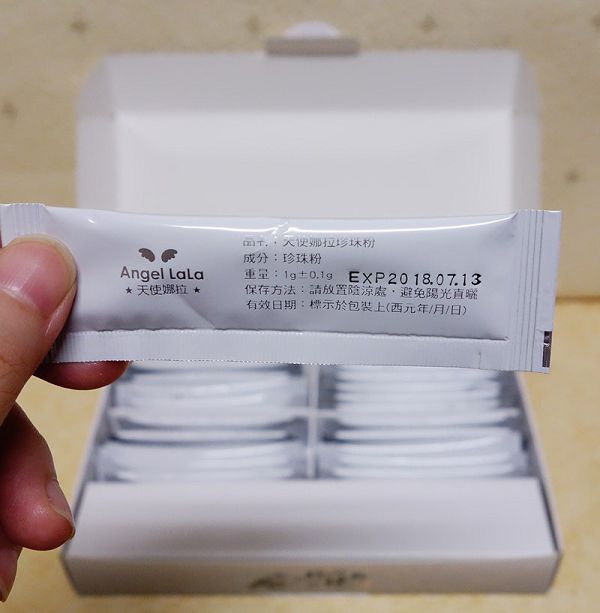 Angel LaLa
★天使娜拉★
品名：天使娜拉珍珠粉
成分：珍珠粉
重量：1g±0.1g
EXP2018.07.13
保存方法：請放置陰涼處，避免陽光直曬
有效日期：標示於包裝上(西元年/月/日)